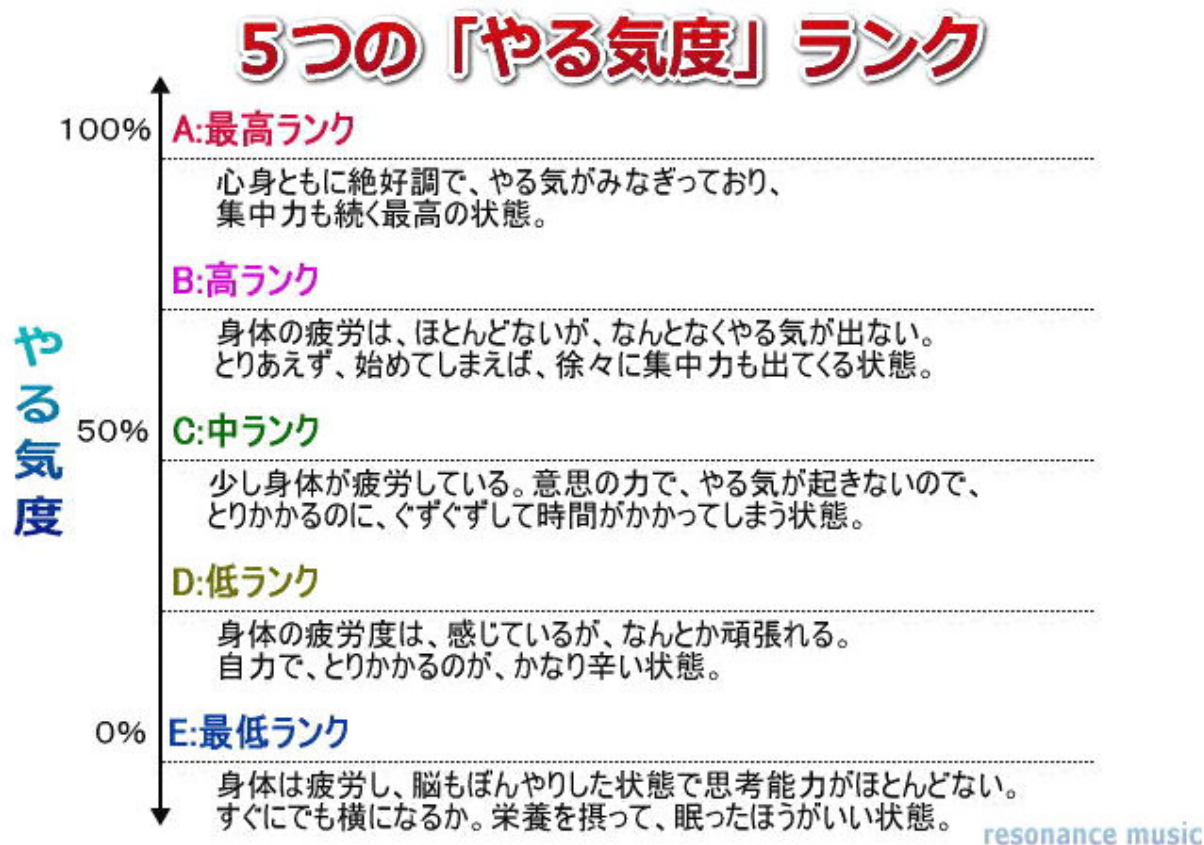 5つの「やる気度」ランク
100%
A:最高ランク
心身ともに絶好調で、やる気がみなぎっており、
集中力も続く最高の状態。
B:高ランク
身体の疲労は、ほとんどないが、なんとなくやる気が出ない。
とりあえず、始めてしまえば、徐々に集中力も出てくる状態。
やる気度
50%
C:中ランク
少し身体が疲労している。意思の力で、やる気が起きないので、
とりかかるのに、ぐずぐずして時間がかかってしまう状態。
D:低ランク
身体の疲労度は、感じているが、なんとか頑張れる。
自力で、とりかかるのが、かなり辛い状態。
0%
E:最低ランク
身体は疲労し、脳もぼんやりした状態で思考能力がほとんどない。
すぐにでも横になるか。栄養を摂って、眠ったほうがいい状態。
resonance music